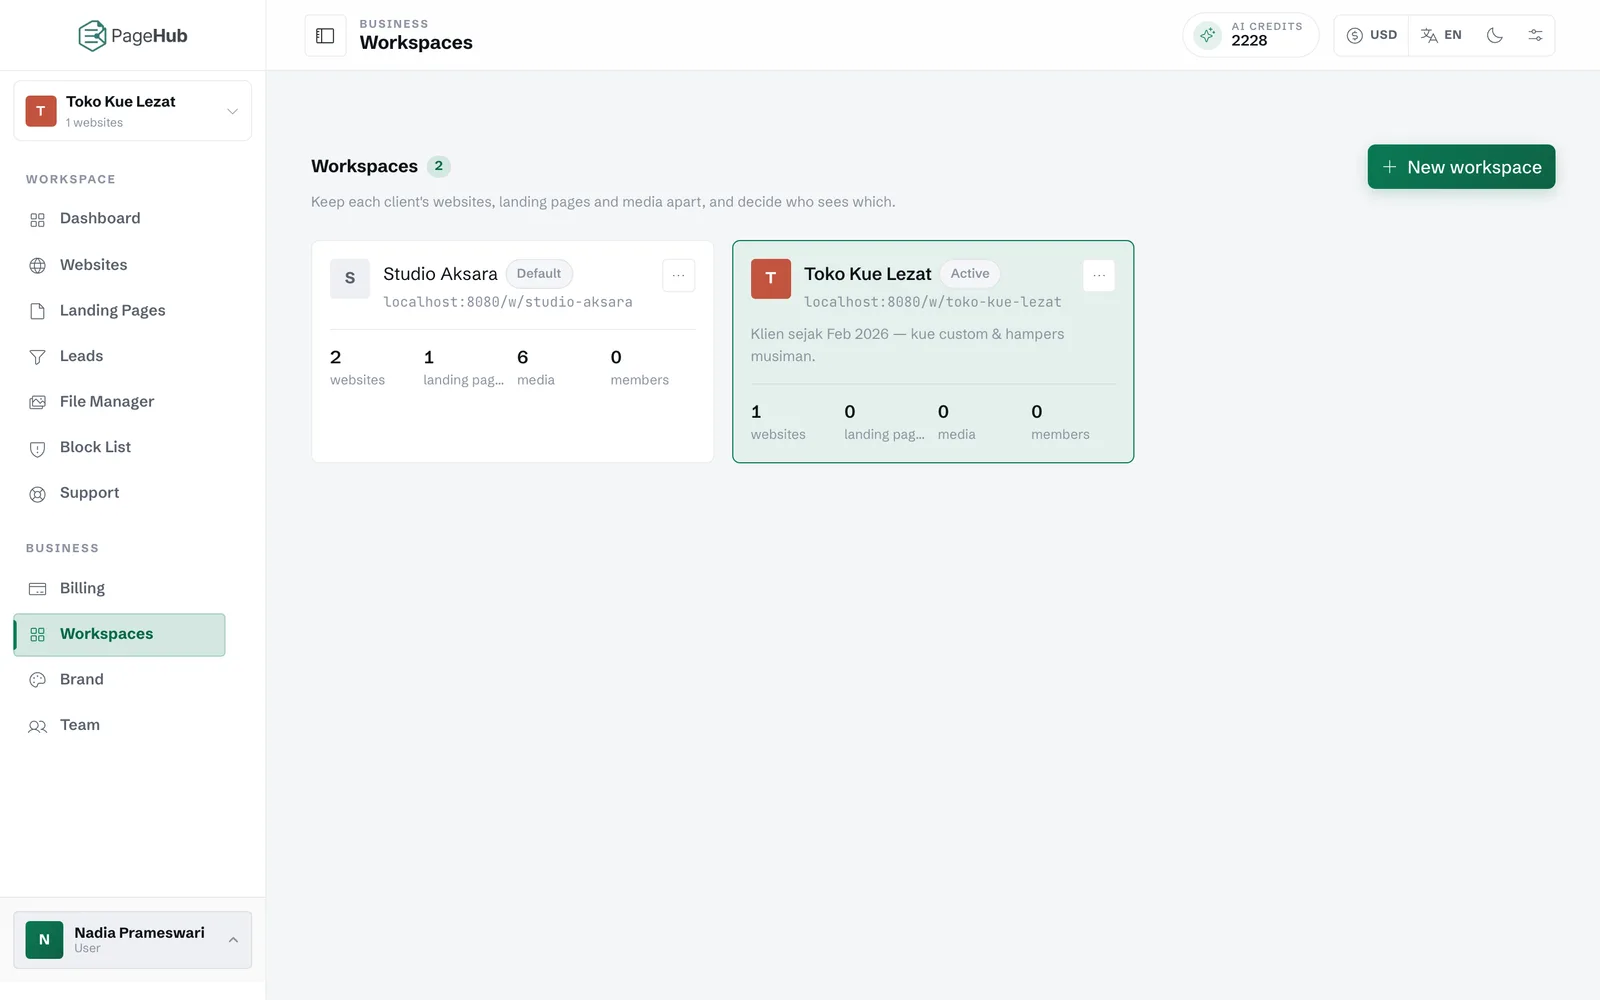 PageHub
BUSINESS
Workspaces
AI CREDITS
2228
USD
EN
T
Toko Kue Lezat
1 websites
WORKSPACE
Dashboard
Websites
Landing Pages
Leads
File Manager
Block List
Support
BUSINESS
Billing
Workspaces
Brand
Team
N
Nadia Prameswari
User
Workspaces 2
Keep each client's websites, landing pages and media apart, and decide who sees which.
+ New workspace
S
Studio Aksara Default
...
localhost:8080/w/studio-aksara
2 1 6 0
websites landing pag... media members
T
Toko Kue Lezat Active
...
localhost:8080/w/toko-kue-lezat
Klien sejak Feb 2026 — kue custom & hampers
musiman.
1 0 0 0
websites landing pag... media members